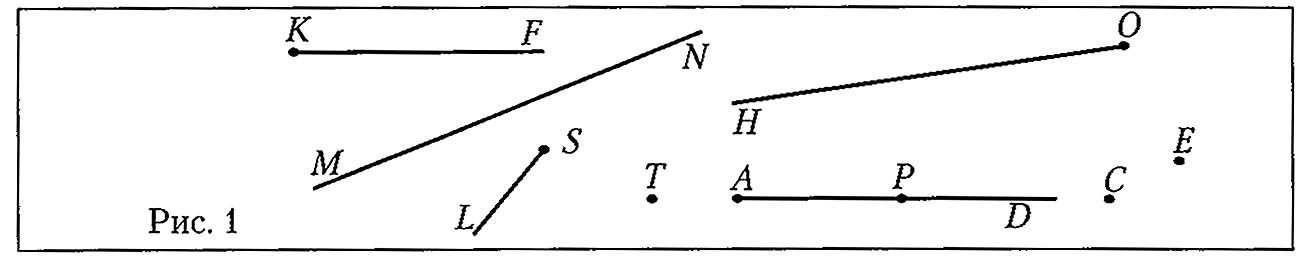 K F N O
H
M S E
T A P C
L D
Рис. 1